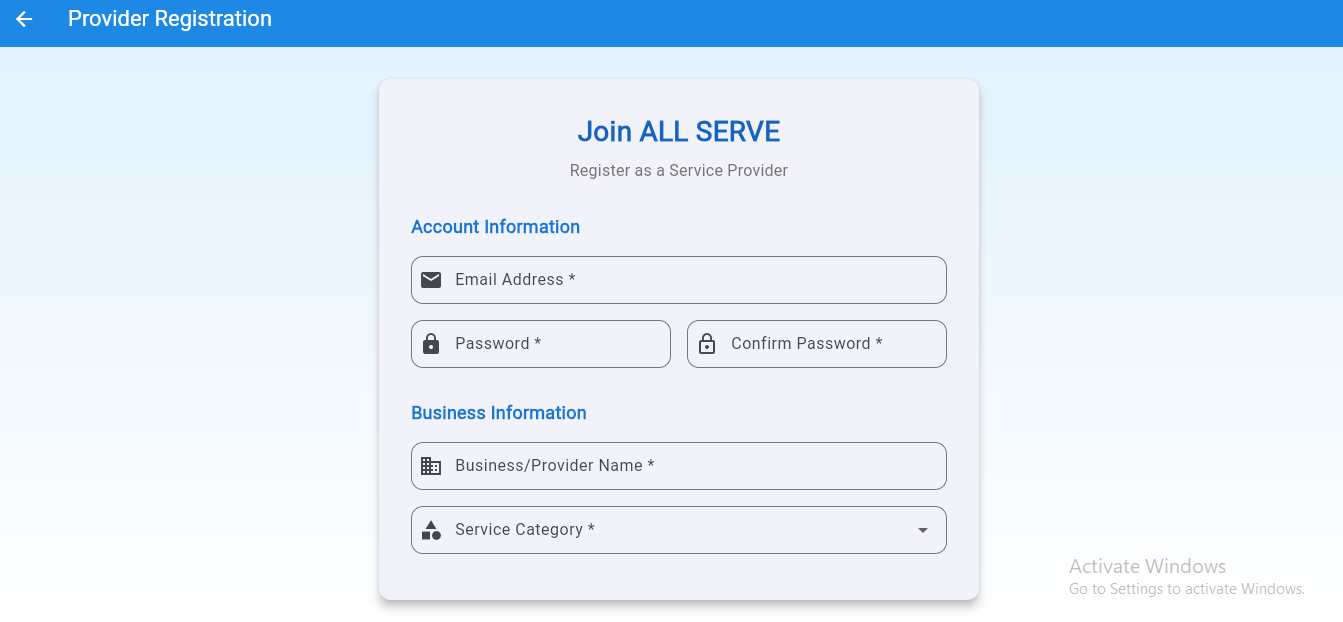 Provider Registration
Join ALL SERVE
Register as a Service Provider
Account Information
Email Address *
Password *
Confirm Password *
Business Information
Business/Provider Name *
Service Category *
Activate Windows
Go to Settings to activate Windows.